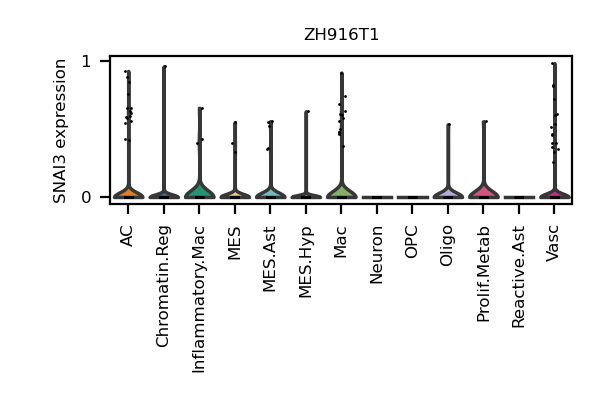 ZH916T1
SNAI3 expression
1
0
AC
Chromatin.Reg
Inflammatory.Mac
MES
MES.Ast
MES.Hyp
Mac
Neuron
OPC
Oligo
Prolif.Metab
Reactive.Ast
Vasc